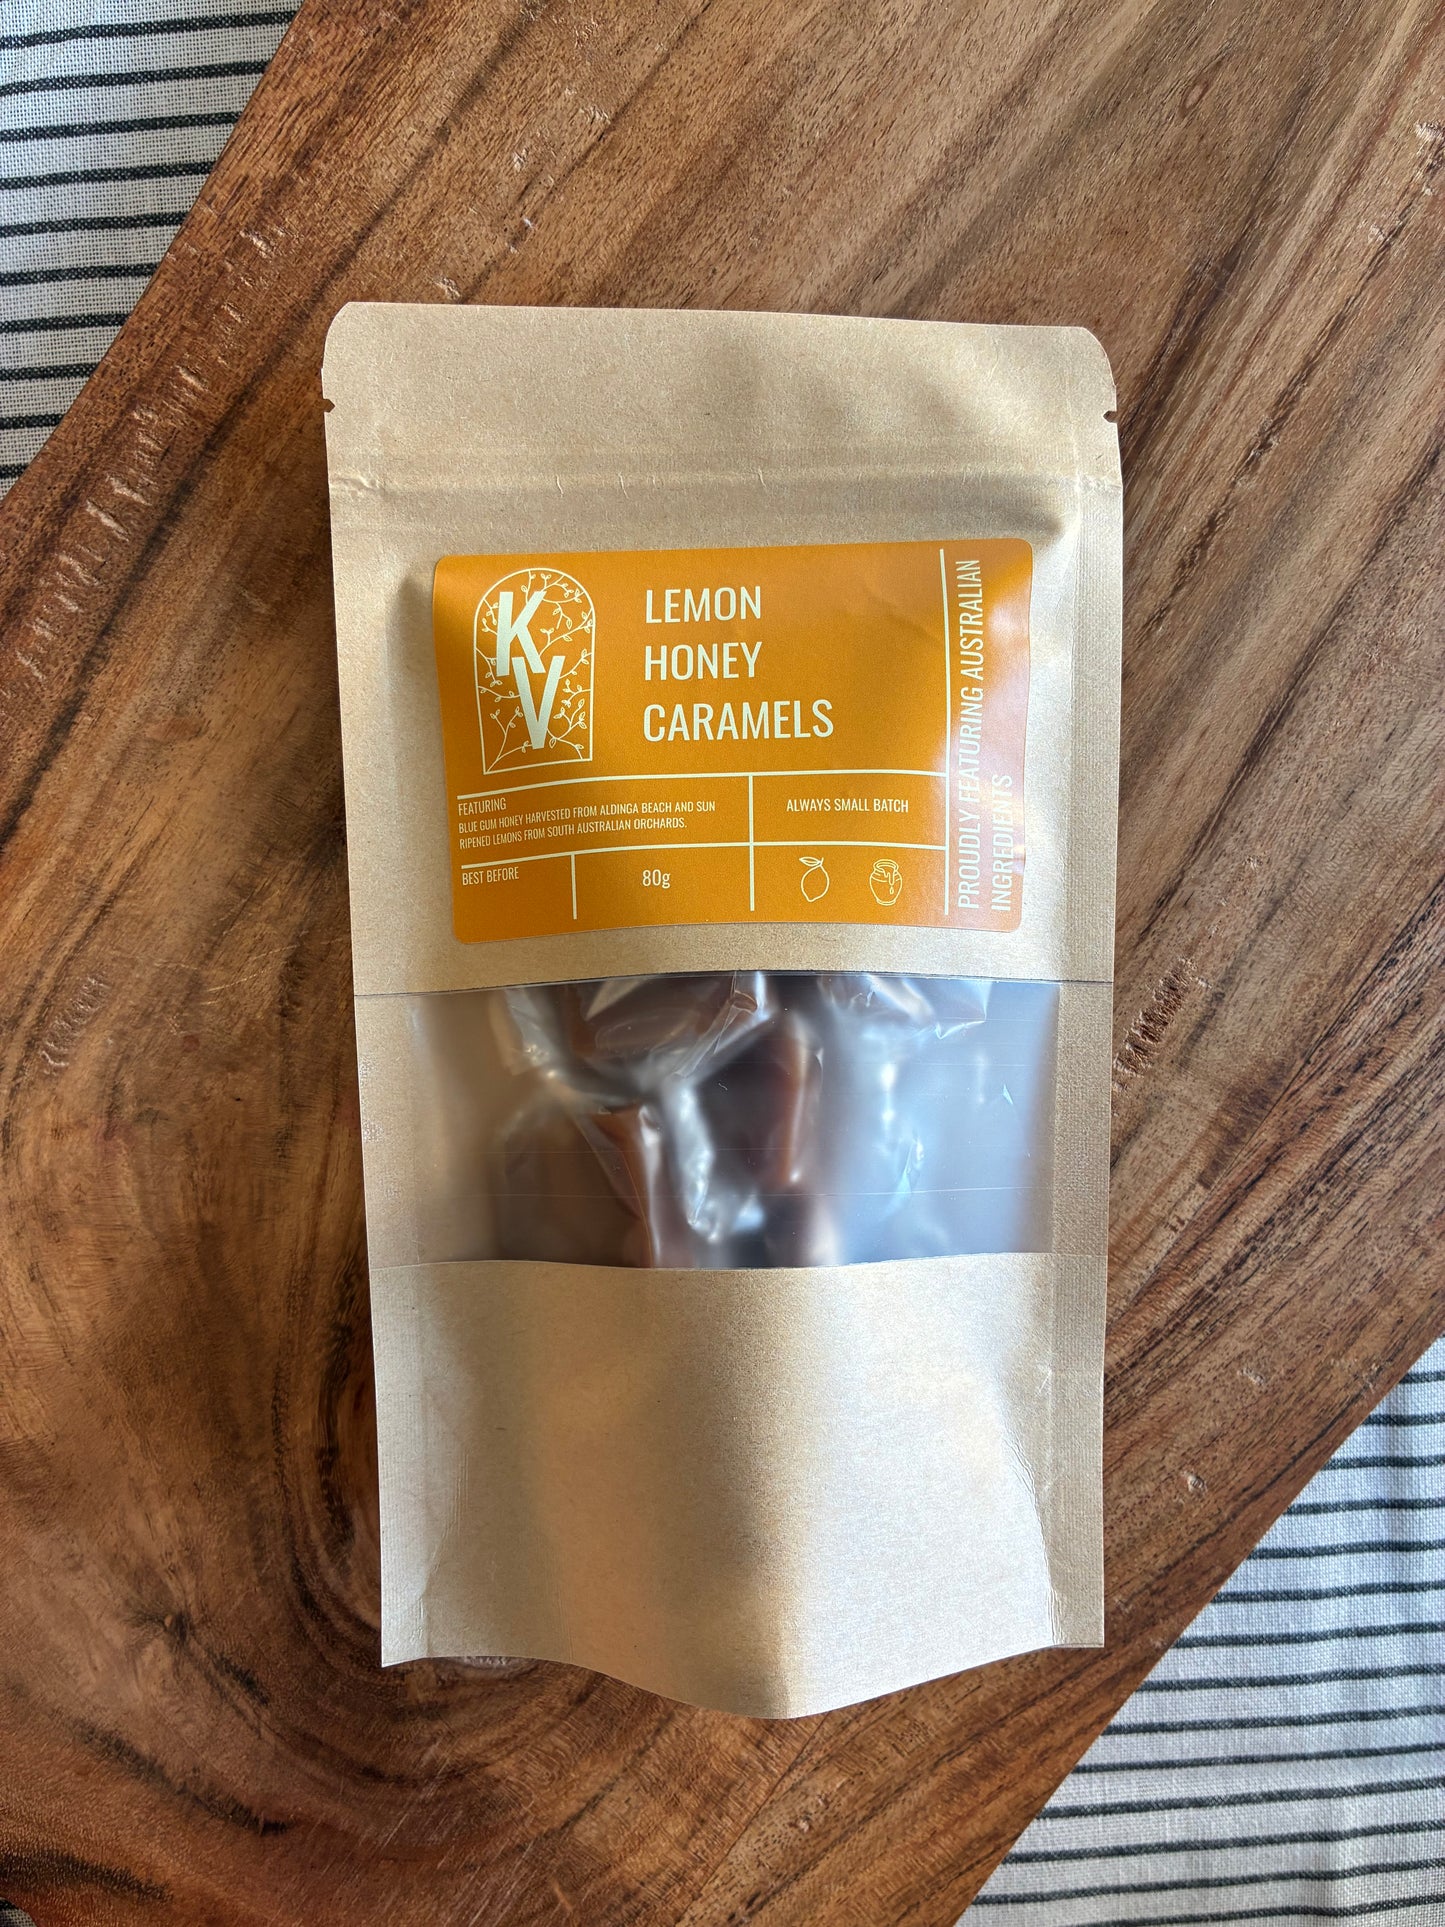 KV
LEMON
HONEY
CARAMELS
FEATURING
BLUE GUM HONEY HARVESTED FROM ALDINGA BEACH AND SUN
RIPENED LEMONS FROM SOUTH AUSTRALIAN ORCHARDS.
ALWAYS SMALL BATCH
BEST BEFORE
80g
PROUDLY FEATURING AUSTRALIAN
INGREDIENTS